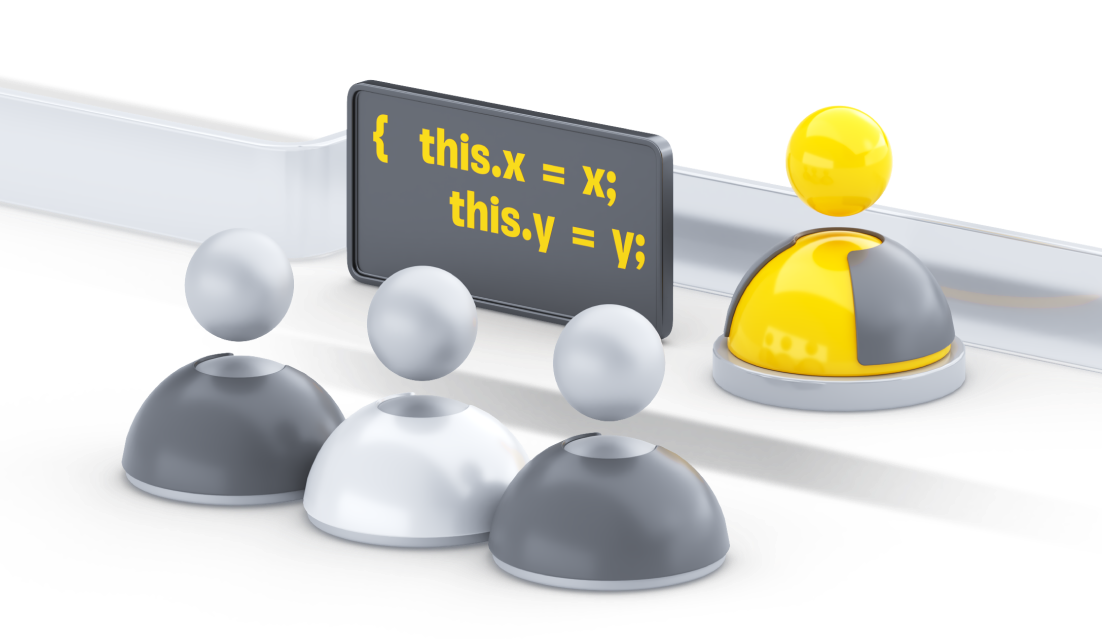 { this.x = x;
this.y = y;